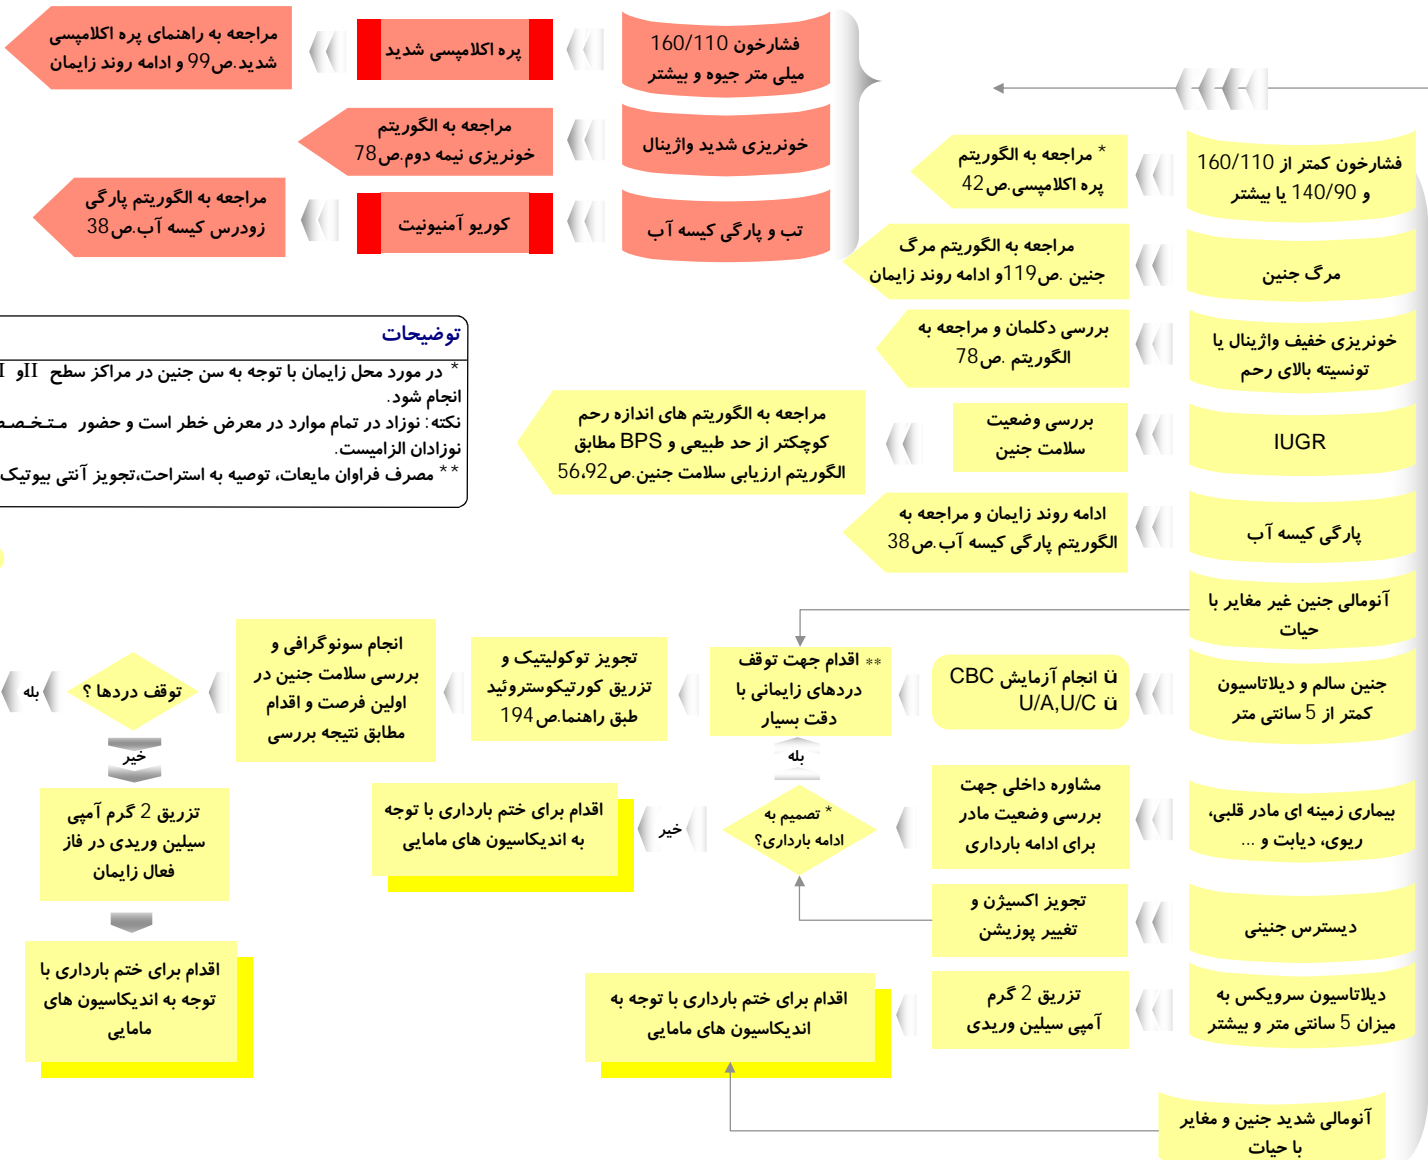 فشارخون 160/110
میلی متر جیوه و بیشتر
پره اکلامپسی شدید
مراجعه به راهنمای پره اکلامپسی
شدید.ص99 و ادامه روند زایمان
خونریزی شدید واژینال
مراجعه به الگوریتم
خونریزی نیمه دوم.ص78
تب و پارگی کیسه آب
کوریو آمنیونیت
مراجعه به الگوریتم پارگی
زودرس کیسه آب.ص38
فشارخون کمتر از 160/110
و 140/90 یا بیشتر
* مراجعه به الگوریتم
پره اکلامپسی.ص42
مرگ جنین
مراجعه به الگوریتم مرگ
جنین .ص119و ادامه روند زایمان
خونریزی خفیف واژینال یا
تونسیته بالای رحم
بررسی دکلمان و مراجعه به
الگوریتم .ص78
IUGR
بررسی وضعیت
سلامت جنین
مراجعه به الگوریتم های اندازه رحم
کوچکتر از حد طبیعی و BPS مطابق
الگوریتم ارزیابی سلامت جنین.ص56،92
پارگی کیسه آب
ادامه روند زایمان و مراجعه به
الگوریتم پارگی کیسه آب.ص38
توضیحات
* در مورد محل زایمان با توجه به سن جنین در مراکز سطح IIو I
انجام شود.
نکته: نوزاد در تمام موارد در معرض خطر است و حضور متخصص
نوزادان الزامیست.
** مصرف فراوان مایعات، توصیه به استراحت،تجویز آنتی بیوتیک
آنومالی جنین غیر مغایر با
حیات
جنین سالم و دیلاتاسیون
کمتر از 5 سانتی متر
ü انجام آزمایش CBC
ü U/A,U/C
** اقدام جهت توقف
دردهای زایمانی با
دقت بسیار
تجویز توکولیتیک و
تزریق کورتیکوستروئید
طبق راهنما.ص194
انجام سونوگرافی و
بررسی سلامت جنین در
اولین فرصت و اقدام
مطابق نتیجه بررسی
توقف دردها ؟
بله
خیر
تزریق 2 گرم آمپی
سیلین وریدی در فاز
فعال زایمان
اقدام برای ختم بارداری با
توجه به اندیکاسیون های
مامایی
بیماری زمینه ای مادر قلبی،
ریوی، دیابت و ...
مشاوره داخلی جهت
بررسی وضعیت مادر
برای ادامه بارداری
* تصمیم به
ادامه بارداری؟
بله
خیر
اقدام برای ختم بارداری با توجه
به اندیکاسیون های مامایی
دیسترس جنینی
تجویز اکسیژن و
تغییر پوزیشن
دیلاتاسیون سرویکس به
میزان 5 سانتی متر و بیشتر
تزریق 2 گرم
آمپی سیلین وریدی
اقدام برای ختم بارداری با توجه به
اندیکاسیون های مامایی
آنومالی شدید جنین و مغایر
با حیات